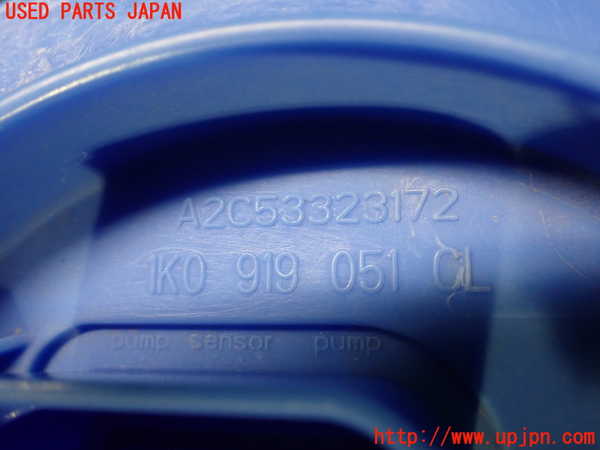 USED PARTS JAPAN
A2C53323172
1K0 919 051 CL
pump sensor pump
http://www.upjpn.com/